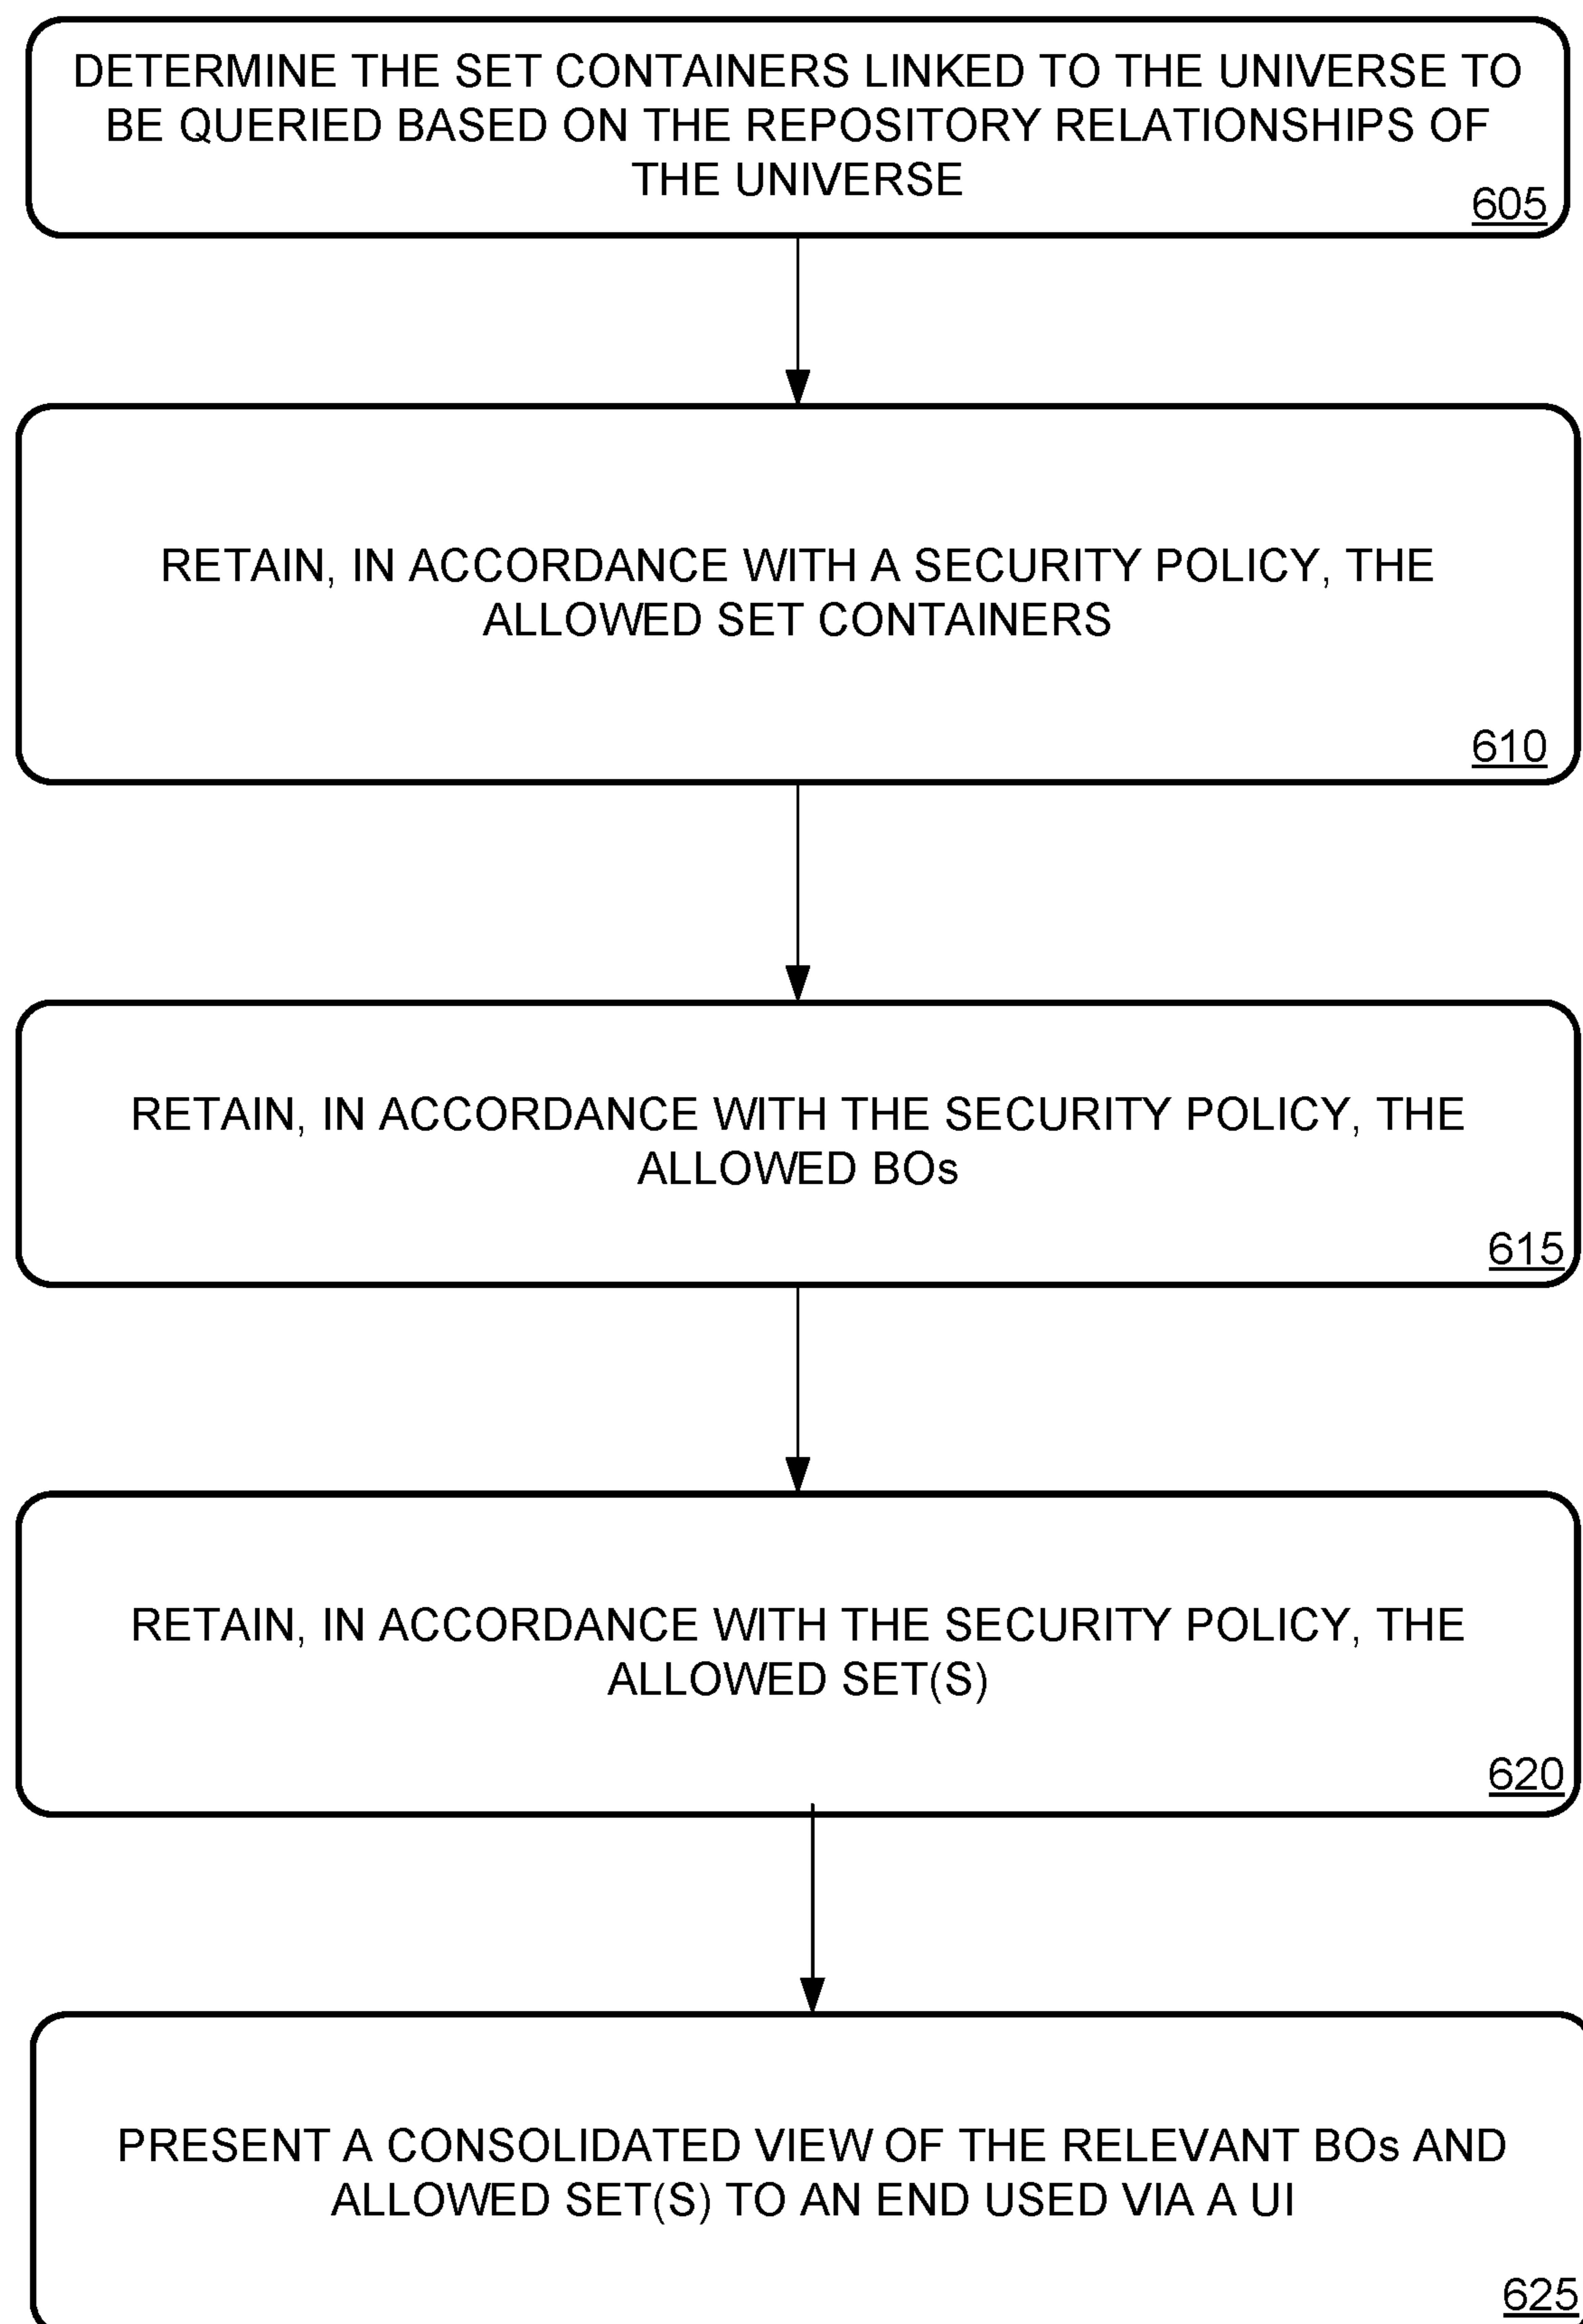 DETERMINE THE SET CONTAINERS LINKED TO THE UNIVERSE TO
BE QUERIED BASED ON THE REPOSITORY RELATIONSHIPS OF
THE UNIVERSE
605
RETAIN, IN ACCORDANCE WITH A SECURITY POLICY, THE
ALLOWED SET CONTAINERS
610
RETAIN, IN ACCORDANCE WITH THE SECURITY POLICY, THE
ALLOWED BOs
615
RETAIN, IN ACCORDANCE WITH THE SECURITY POLICY, THE
ALLOWED SET(S)
620
PRESENT A CONSOLIDATED VIEW OF THE RELEVANT BOs AND
ALLOWED SET(S) TO AN END USED VIA A UI
625